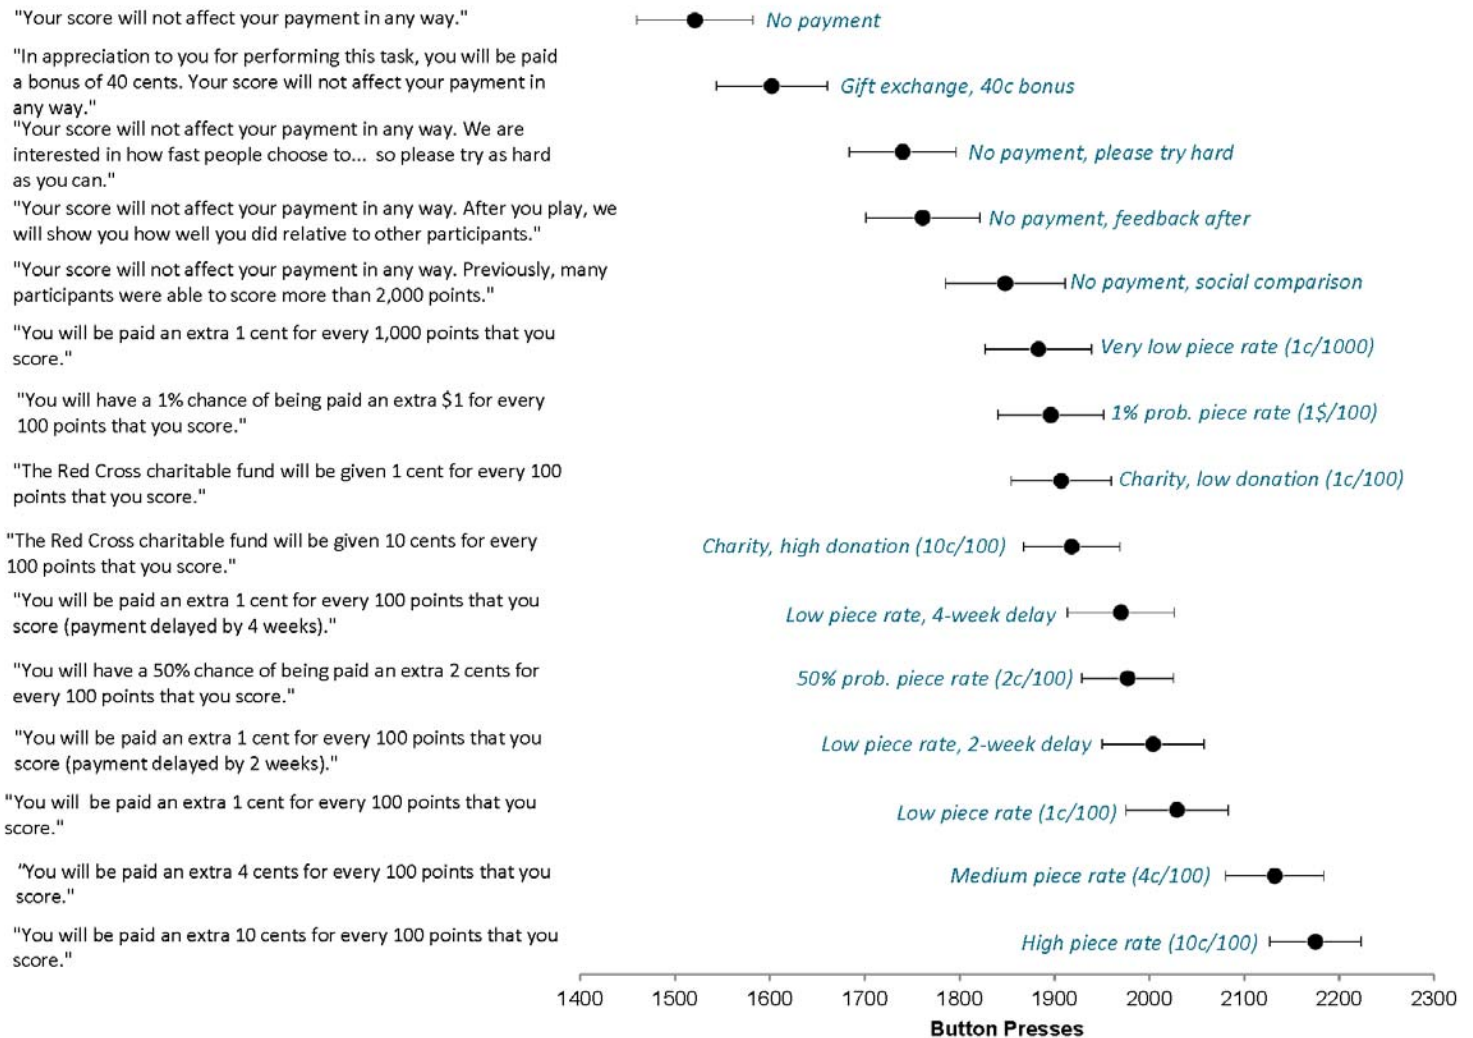 "Your score will not affect your payment in any way."
No payment
"In appreciation to you for performing this task, you will be paid
a bonus of 40 cents. Your score will not affect your payment in
any way."
Gift exchange, 40c bonus
"Your score will not affect your payment in any way. We are
interested in how fast people choose to... so please try as hard
as you can."
No payment, please try hard
"Your score will not affect your payment in any way. After you play, we
will show you how well you did relative to other participants."
No payment, feedback after
"Your score will not affect your payment in any way. Previously, many
participants were able to score more than 2,000 points."
No payment, social comparison
"You will be paid an extra 1 cent for every 1,000 points that you
score."
Very low piece rate (1c/1000)
"You will have a 1% chance of being paid an extra $1 for every
100 points that you score."
1% prob. piece rate (1$/100)
"The Red Cross charitable fund will be given 1 cent for every 100
points that you score."
Charity, low donation (1c/100)
"The Red Cross charitable fund will be given 10 cents for every
100 points that you score."
Charity, high donation (10c/100)
"You will be paid an extra 1 cent for every 100 points that you
score (payment delayed by 4 weeks)."
Low piece rate, 4-week delay
"You will have a 50% chance of being paid an extra 2 cents for
every 100 points that you score."
50% prob. piece rate (2c/100)
"You will be paid an extra 1 cent for every 100 points that you
score (payment delayed by 2 weeks)."
Low piece rate, 2-week delay
"You will be paid an extra 1 cent for every 100 points that you
score."
Low piece rate (1c/100)
"You will be paid an extra 4 cents for every 100 points that you
score."
Medium piece rate (4c/100)
"You will be paid an extra 10 cents for every 100 points that you
score."
High piece rate (10c/100)
1400 1500 1600 1700 1800 1900 2000 2100 2200 2300
Button Presses